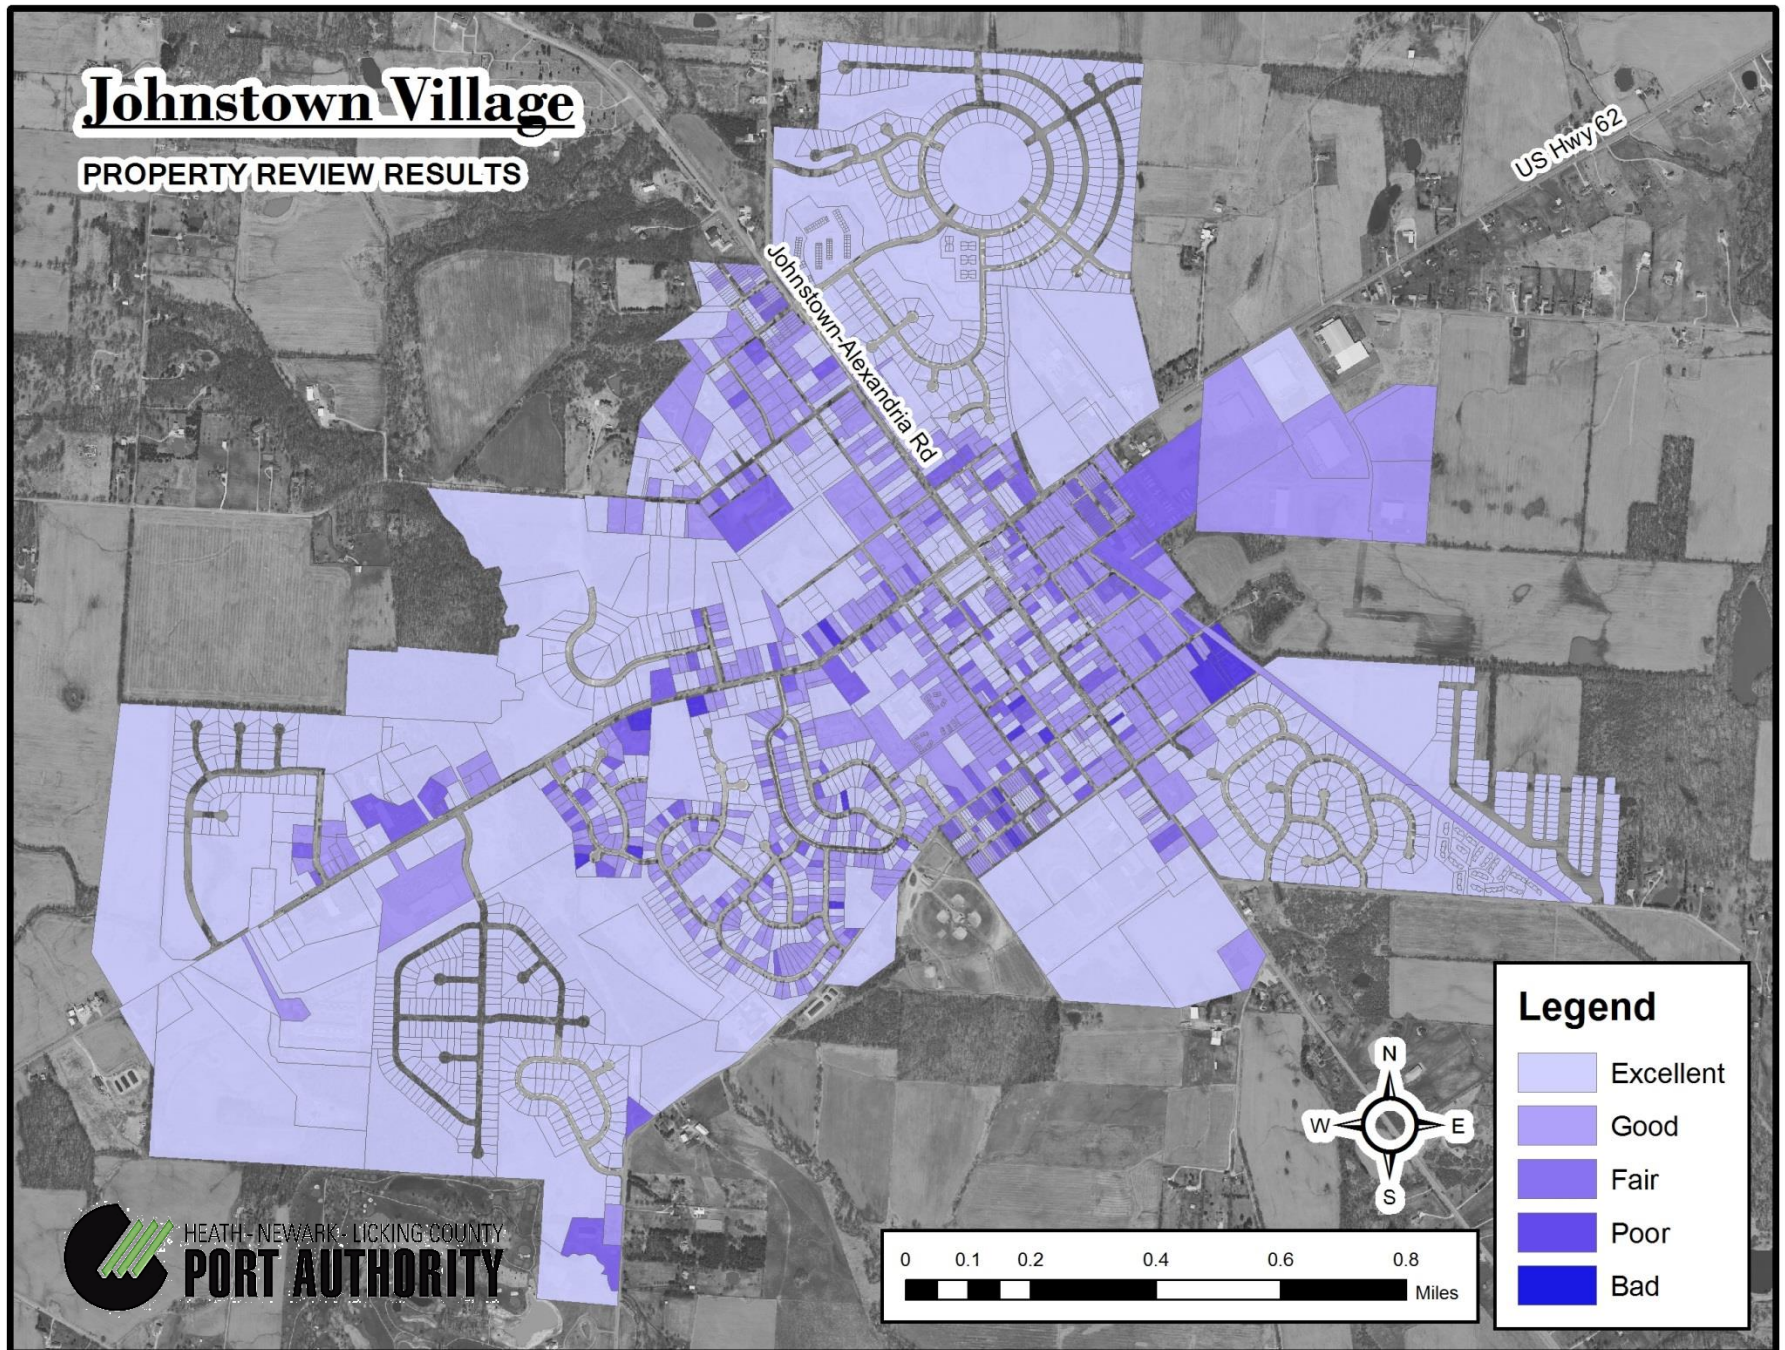 Johnstown Village
PROPERTY REVIEW RESULTS
US Hwy 62
Johnstown-Alexandria Rd
Legend
Excellent
Good
Fair
Poor
Bad
N
W E
S
HEATH-NEWARK-LICKING COUNTY
PORT AUTHORITY
0 0.1 0.2 0.4 0.6 0.8
Miles